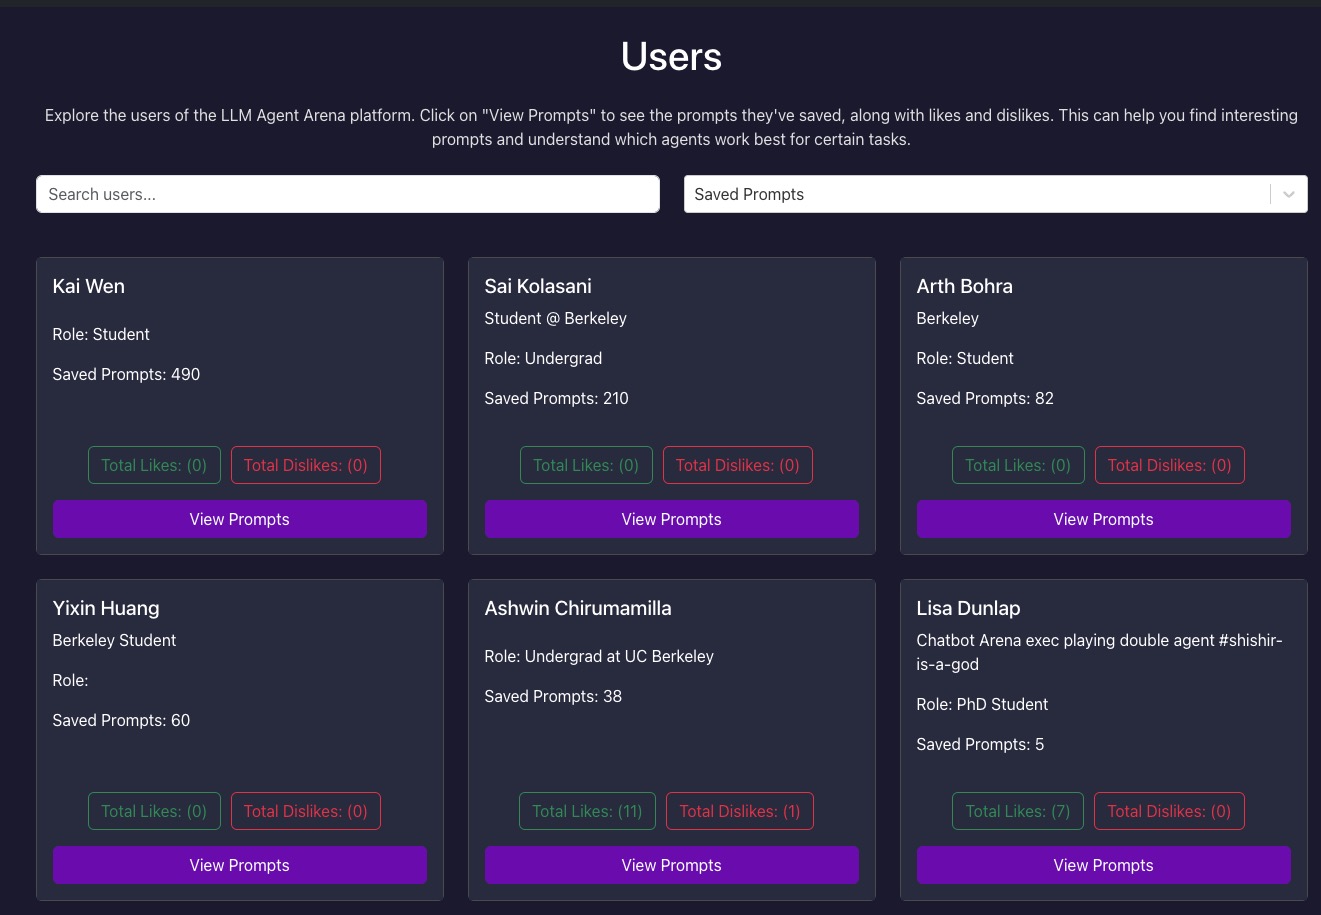 Users
Explore the users of the LLM Agent Arena platform. Click on "View Prompts" to see the prompts they've saved, along with likes and dislikes. This can help you find interesting
prompts and understand which agents work best for certain tasks.
Search users...
Saved Prompts
Kai Wen
Role: Student
Saved Prompts: 490
Total Likes: (0)
Total Dislikes: (0)
View Prompts
Sai Kolasani
Student @ Berkeley
Role: Undergrad
Saved Prompts: 210
Total Likes: (0)
Total Dislikes: (0)
View Prompts
Arth Bohra
Berkeley
Role: Student
Saved Prompts: 82
Total Likes: (0)
Total Dislikes: (0)
View Prompts
Yixin Huang
Berkeley Student
Role:
Saved Prompts: 60
Total Likes: (0)
Total Dislikes: (0)
View Prompts
Ashwin Chirumamilla
Role: Undergrad at UC Berkeley
Saved Prompts: 38
Total Likes: (11)
Total Dislikes: (1)
View Prompts
Lisa Dunlap
Chatbot Arena exec playing double agent #shishir-
is-a-god
Role: PhD Student
Saved Prompts: 5
Total Likes: (7)
Total Dislikes: (0)
View Prompts